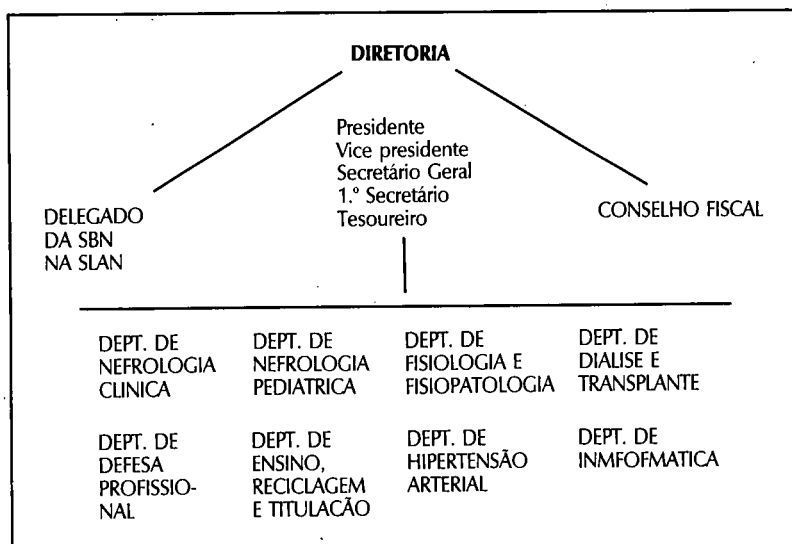 DIRETORIA
Presidente
Vice presidente
Secretário Geral
1.º Secretário
Tesoureiro
DELEGADO
DA SBN
NA SLAN
CONSELHO FISCAL
DEPT. DE
NEFROLOGIA
CLINICA
DEPT. DE
NEFROLOGIA
PEDIATRICA
DEPT. DE
FISIOLOGIA E
FISIOPATOLOGIA
DEPT. DE
DIALISE E
TRANSPLANTE
DEPT. DE
DEFESA
PROFISSIO-
NAL
DEPT. DE
ENSINO,
RECICLAGEM
E TITULACÃO
DEPT. DE
HIPERTENSÃO
ARTERIAL
DEPT. DE
INMFOFMATICA